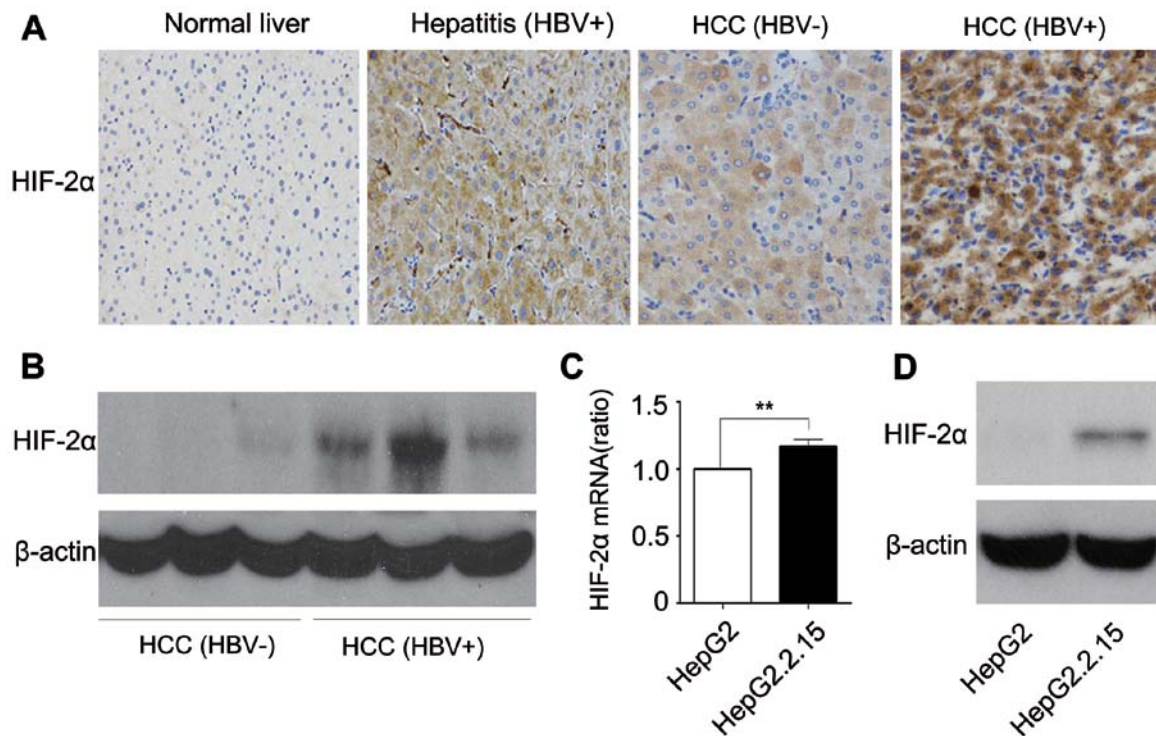 A
Normal liver
Hepatitis (HBV+)
HCC (HBV-)
HCC (HBV+)
HIF-2α
B
HIF-2α
β-actin
HCC (HBV-)
HCC (HBV+)
C
HIF-2α mRNA(ratio)
1.5
1.0
0.5
0
**
HepG2
HepG2.2.15
D
HIF-2α
β-actin
HepG2
HepG2.2.15